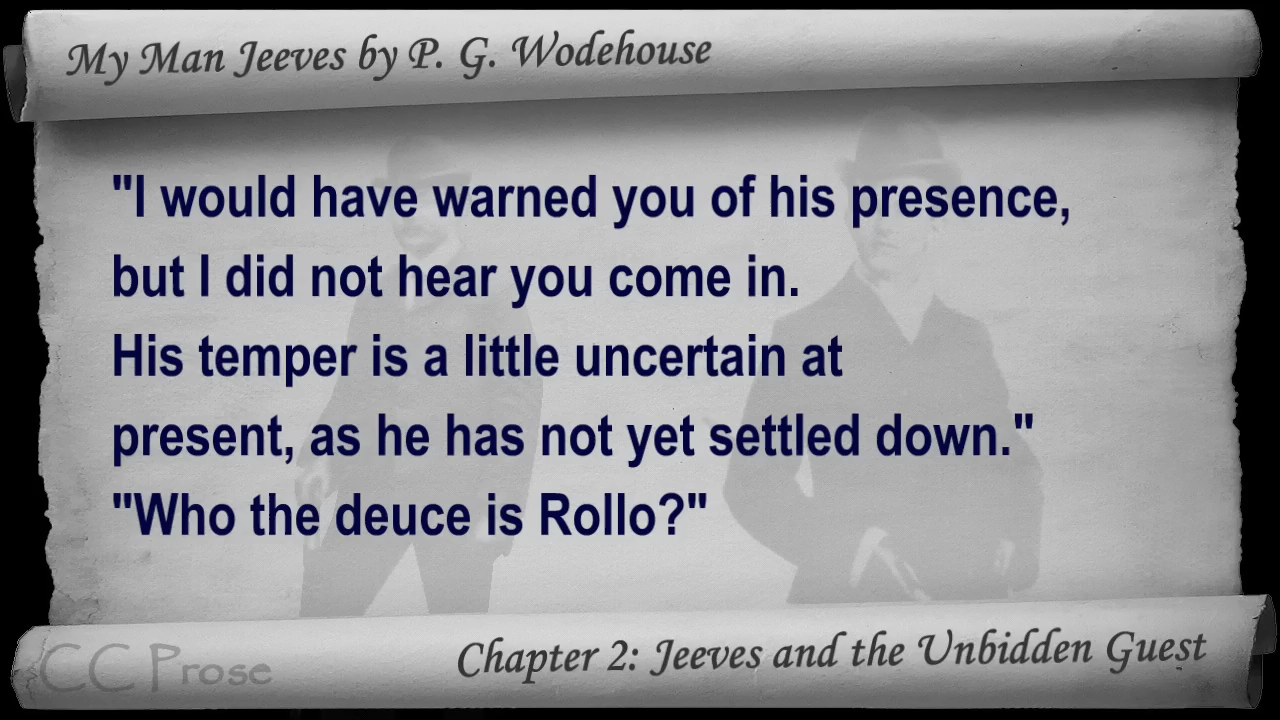 My Man Jeeves by P. G. Wodehouse
"I would have warned you of his presence,
but I did not hear you come in.
His temper is a little uncertain at
present, as he has not yet settled down."
"Who the deuce is Rollo?"
CC Prose
Chapter 2: Jeeves and the Unbidden Guest